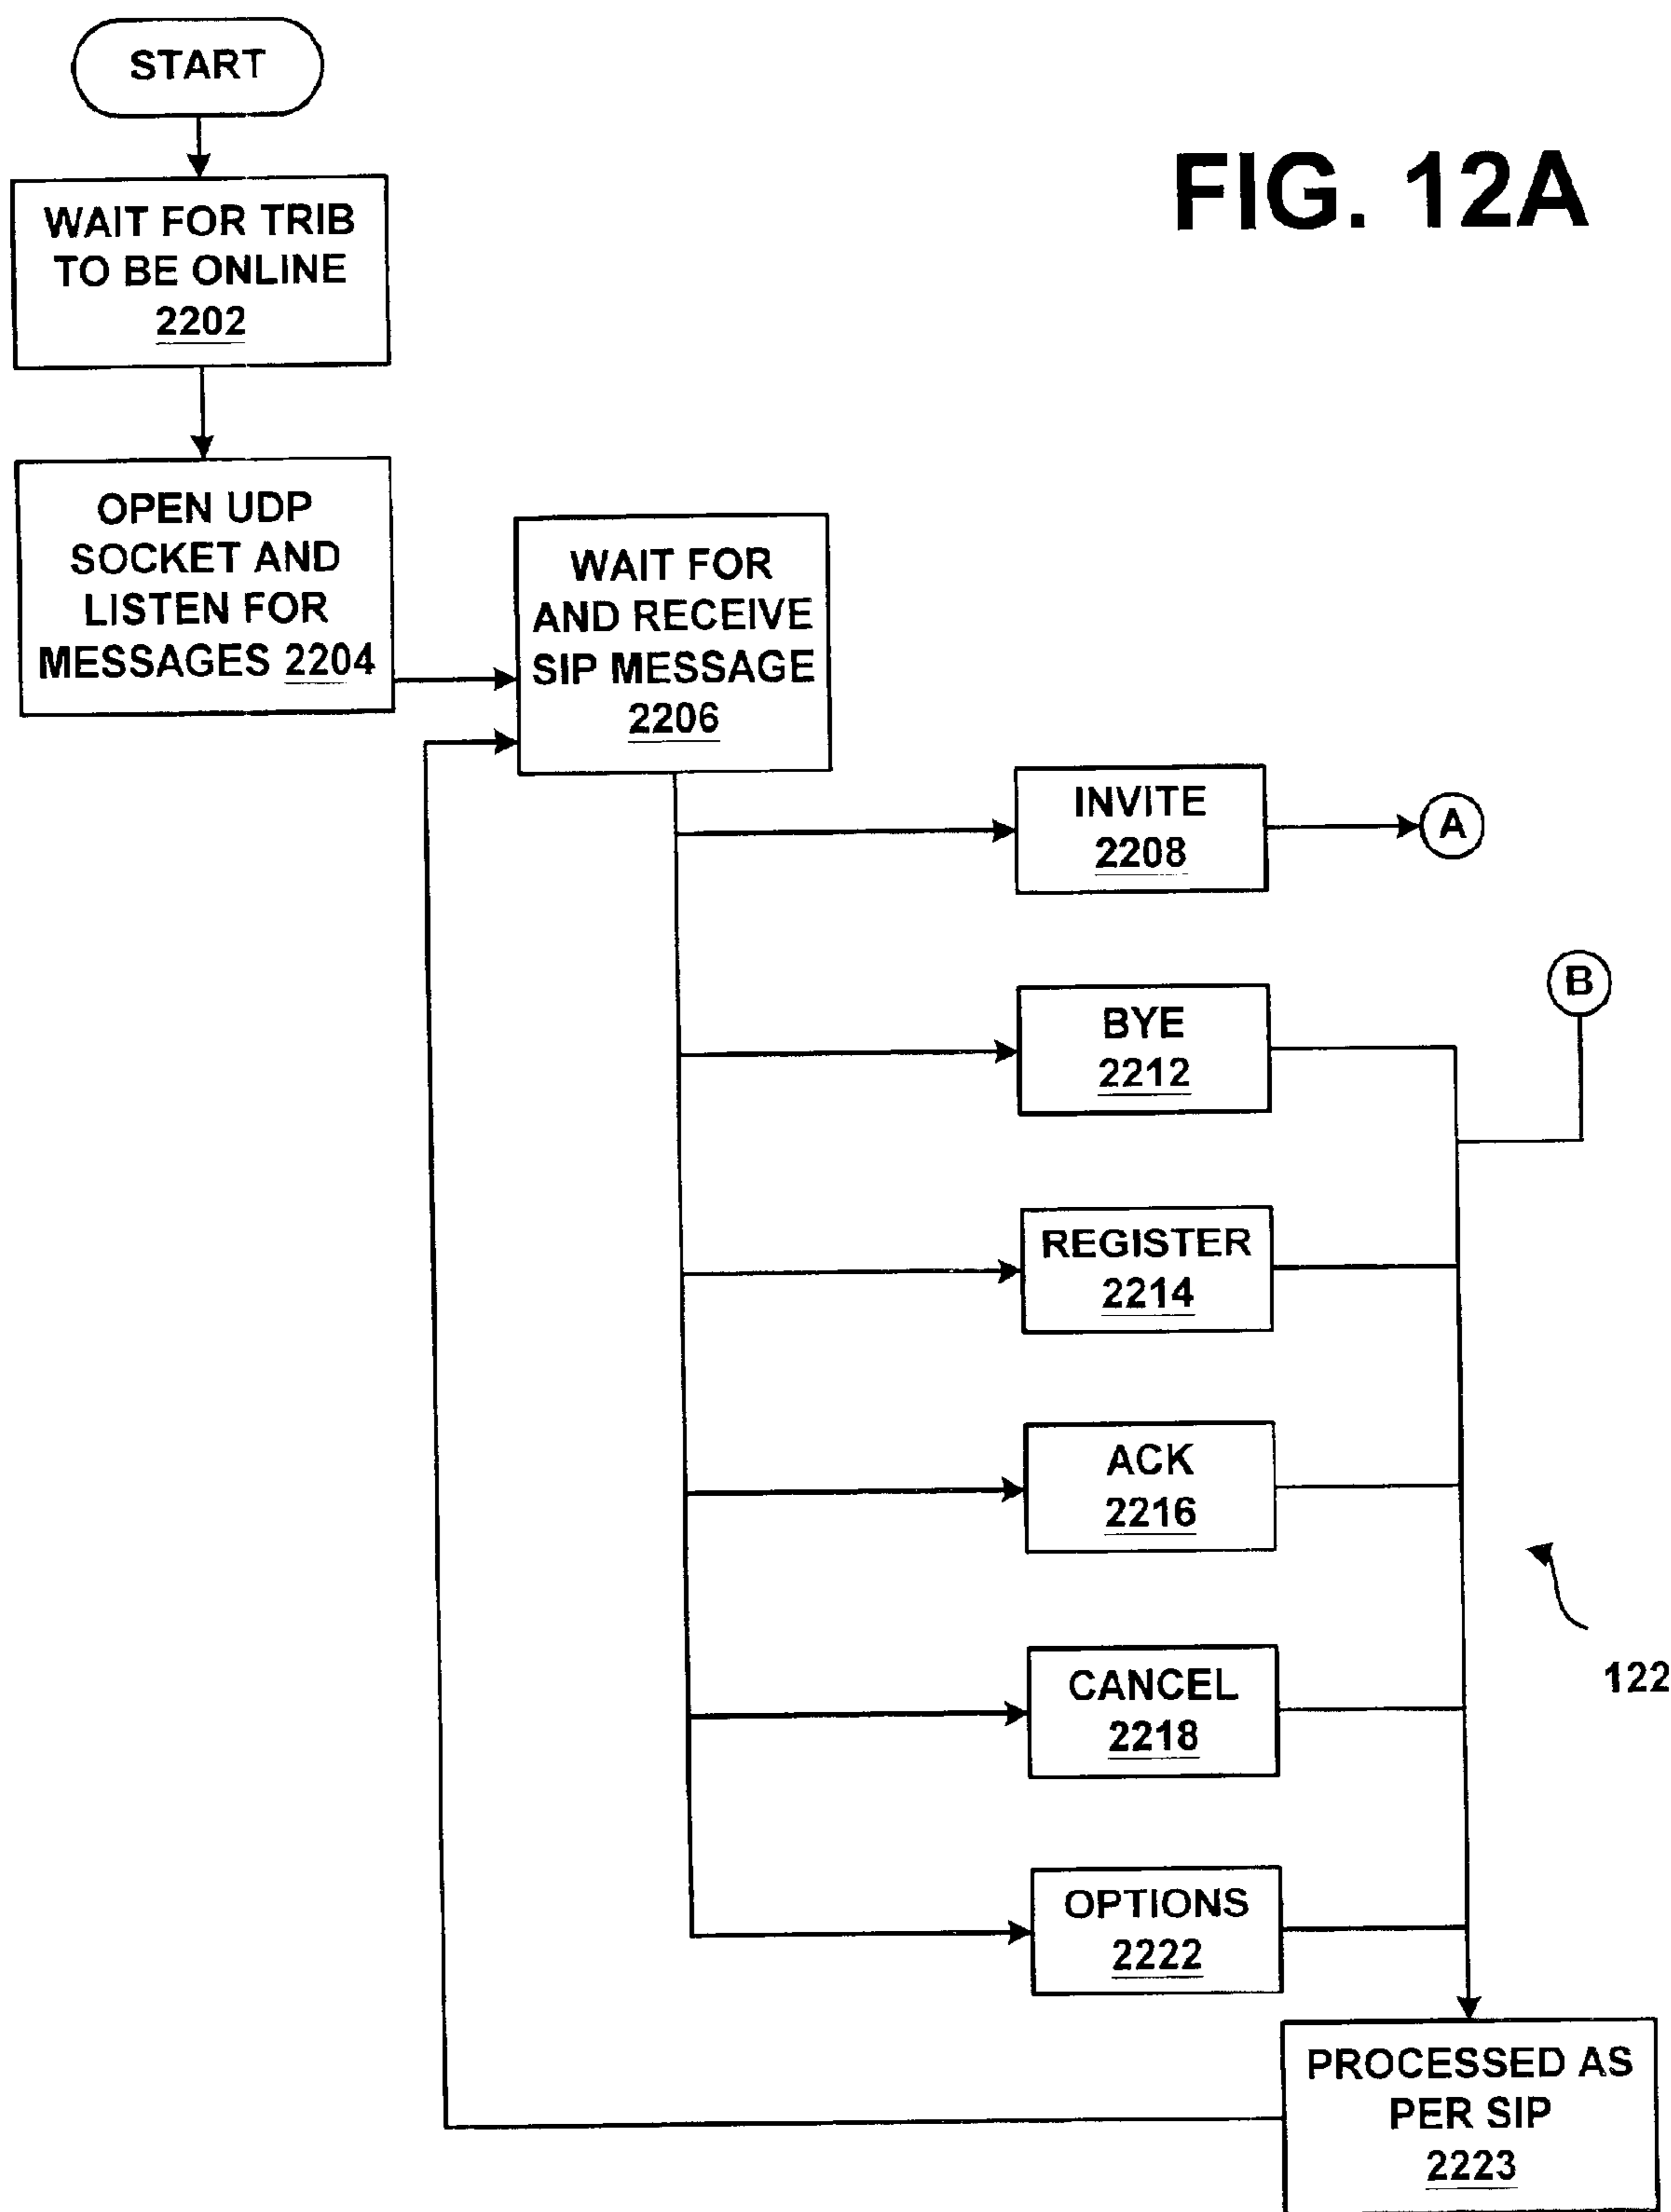 START
FIG. 12A
WAIT FOR TRIB
TO BE ONLINE
2202
OPEN UDP
SOCKET AND
LISTEN FOR
MESSAGES 2204
WAIT FOR
AND RECEIVE
SIP MESSAGE
2206
INVITE
2208
A
B
BYE
2212
REGISTER
2214
ACK
2216
122
CANCEL
2218
OPTIONS
2222
PROCESSED AS
PER SIP
2223